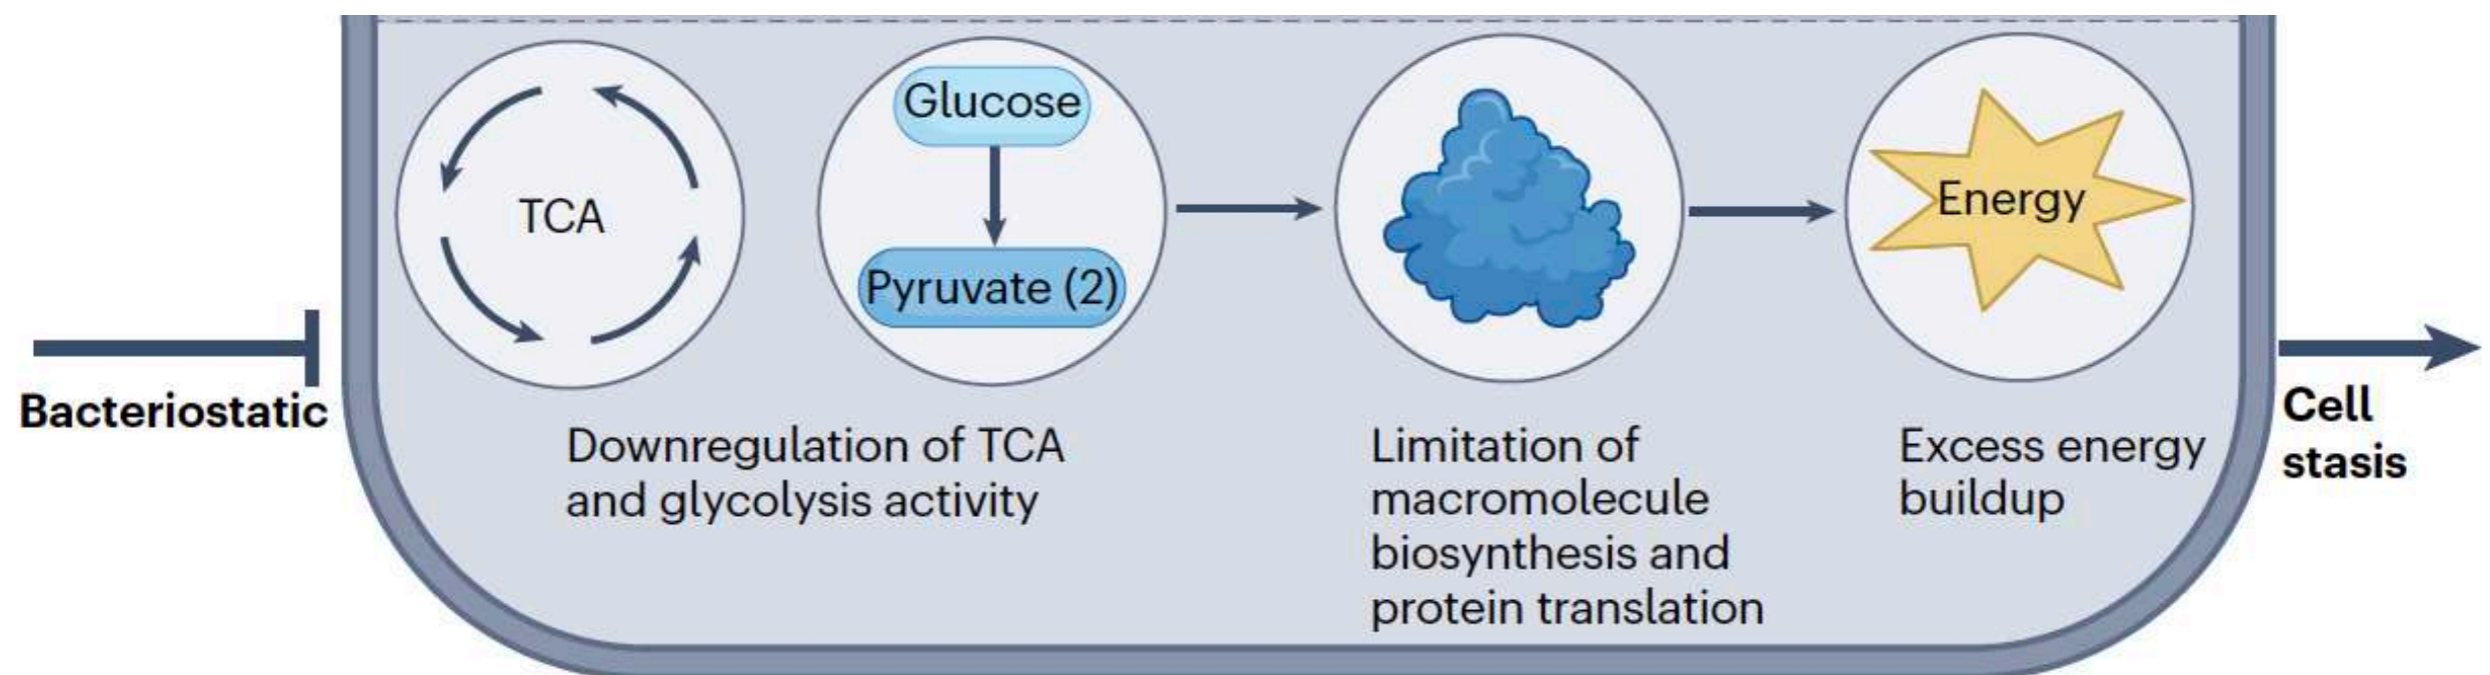 Glucose
TCA
Pyruvate (2)
Energy
Bacteriostatic
Downregulation of TCA
and glycolysis activity
Limitation of
macromolecule
biosynthesis and
protein translation
Excess energy
buildup
Cell
stasis